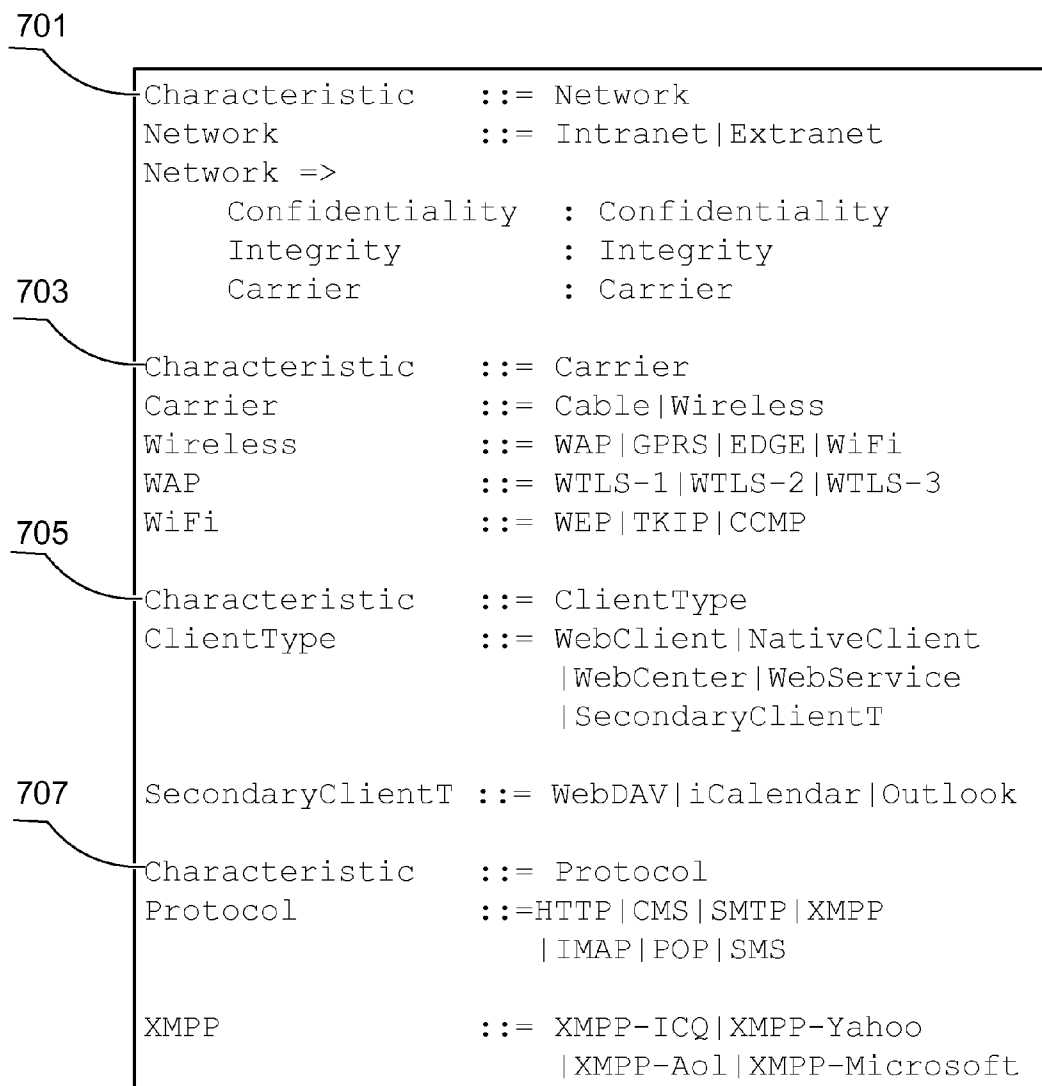 701
Characteristic ::= Network
Network ::= Intranet|Extranet
Network =>
Confidentiality : Confidentiality
Integrity : Integrity
Carrier : Carrier
703
Characteristic ::= Carrier
Carrier ::= Cable|Wireless
Wireless ::= WAP|GPRS|EDGE|WiFi
WAP ::= WTLS-1|WTLS-2|WTLS-3
WiFi ::= WEP|TKIP|CCMP
705
Characteristic ::= ClientType
ClientType ::= WebClient|NativeClient
|WebCenter|WebService
|SecondaryClientT
707
SecondaryClientT ::= WebDAV|iCalendar|Outlook
Characteristic ::= Protocol
Protocol ::=HTTP|CMS|SMTP|XMPP
|IMAP|POP|SMS
XMPP ::= XMPP-ICQ|XMPP-Yahoo
|XMPP-Aol|XMPP-Microsoft